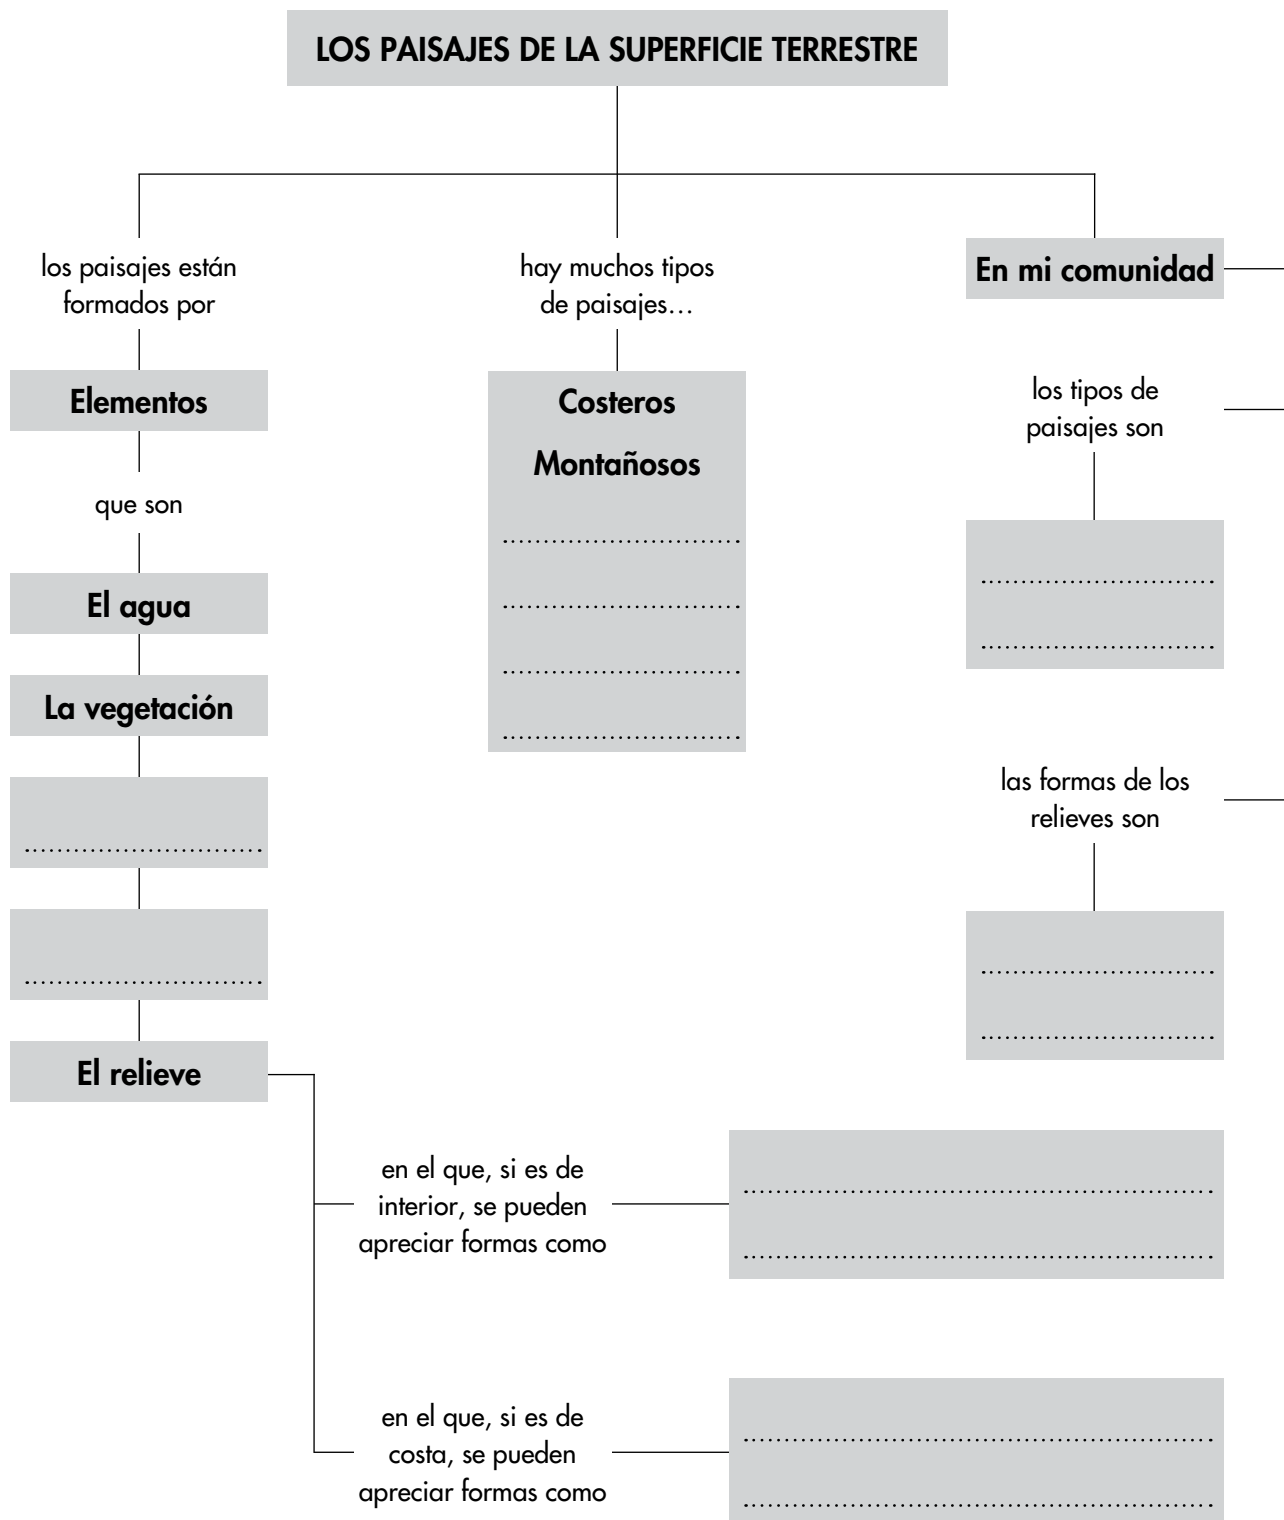 LOS PAISAJES DE LA SUPERFICIE TERRESTRE
los paisajes están
formados por
Elementos
que son
El agua
La vegetación
El relieve
en el que, si es de
interior, se pueden
apreciar formas como
en el que, si es de
costa, se pueden
apreciar formas como
hay muchos tipos
de paisajes...
Costeros
Montañosos
En mi comunidad
los tipos de
paisajes son
las formas de los
relieves son